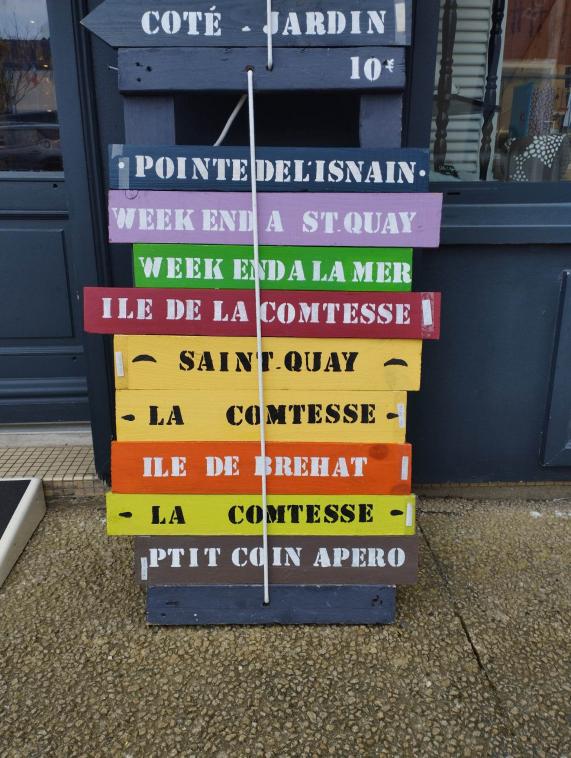 COTÉ - JARDIN
10€
• POINTE DE L'ISNAIN •
WEEK END A ST.QUAY
WEEK END A LA MER
ILE DE LA COMTESSE
SAINT-QUAY
LA COMTESSE
ILE DE BREHAT
LA COMTESSE
PTIT COIN APERO